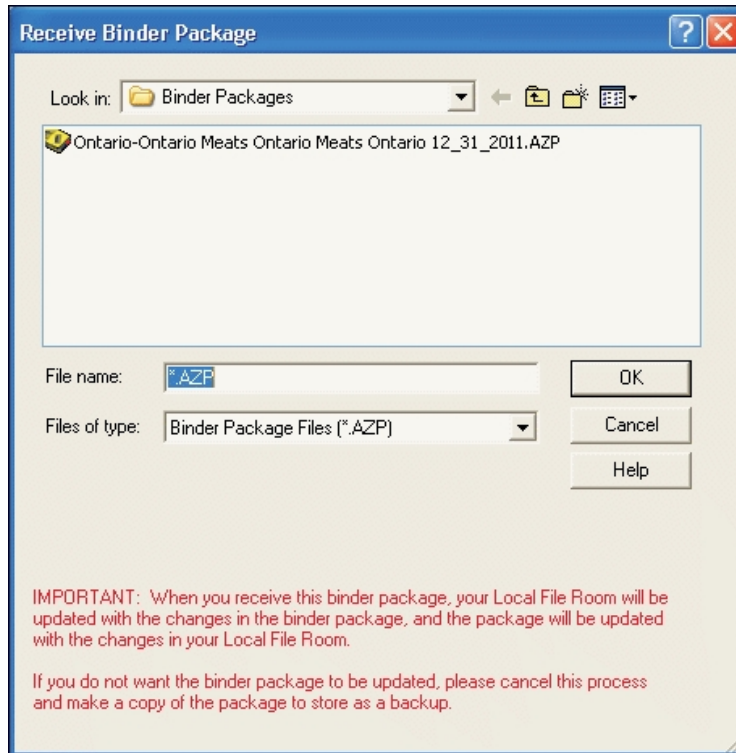 Receive Binder Package
Look in: Binder Packages
Ontario-Ontario Meats Ontario Meats Ontario 12_31_2011.AZP
File name: *.AZP OK
Files of type: Binder Package Files (*.AZP) Cancel
Help
IMPORTANT: When you receive this binder package, your Local File Room will be
updated with the changes in the binder package, and the package will be updated
with the changes in your Local File Room.
If you do not want the binder package to be updated, please cancel this process
and make a copy of the package to store as a backup.